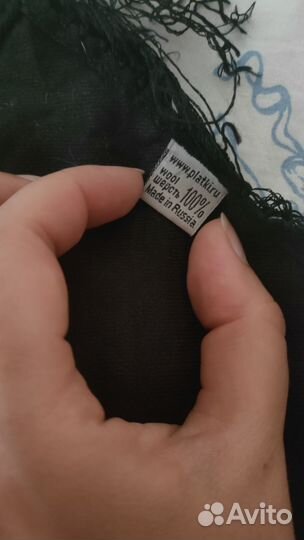 www.platki.ru
wool
шерсть 100%
Made in Russia
Avito